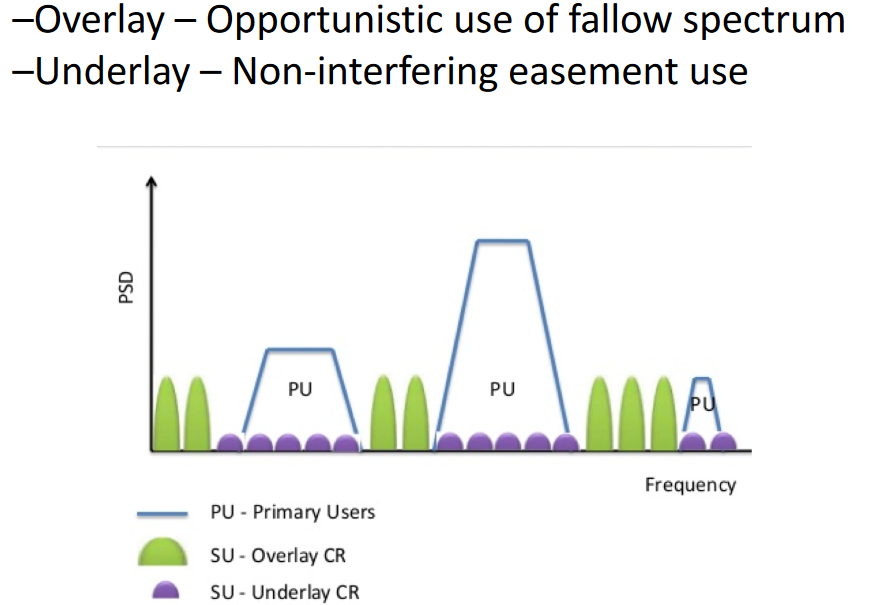 –Overlay – Opportunistic use of fallow spectrum
–Underlay – Non-interfering easement use
PSD
PU
PU
PU
Frequency
PU - Primary Users
SU - Overlay CR
SU - Underlay CR